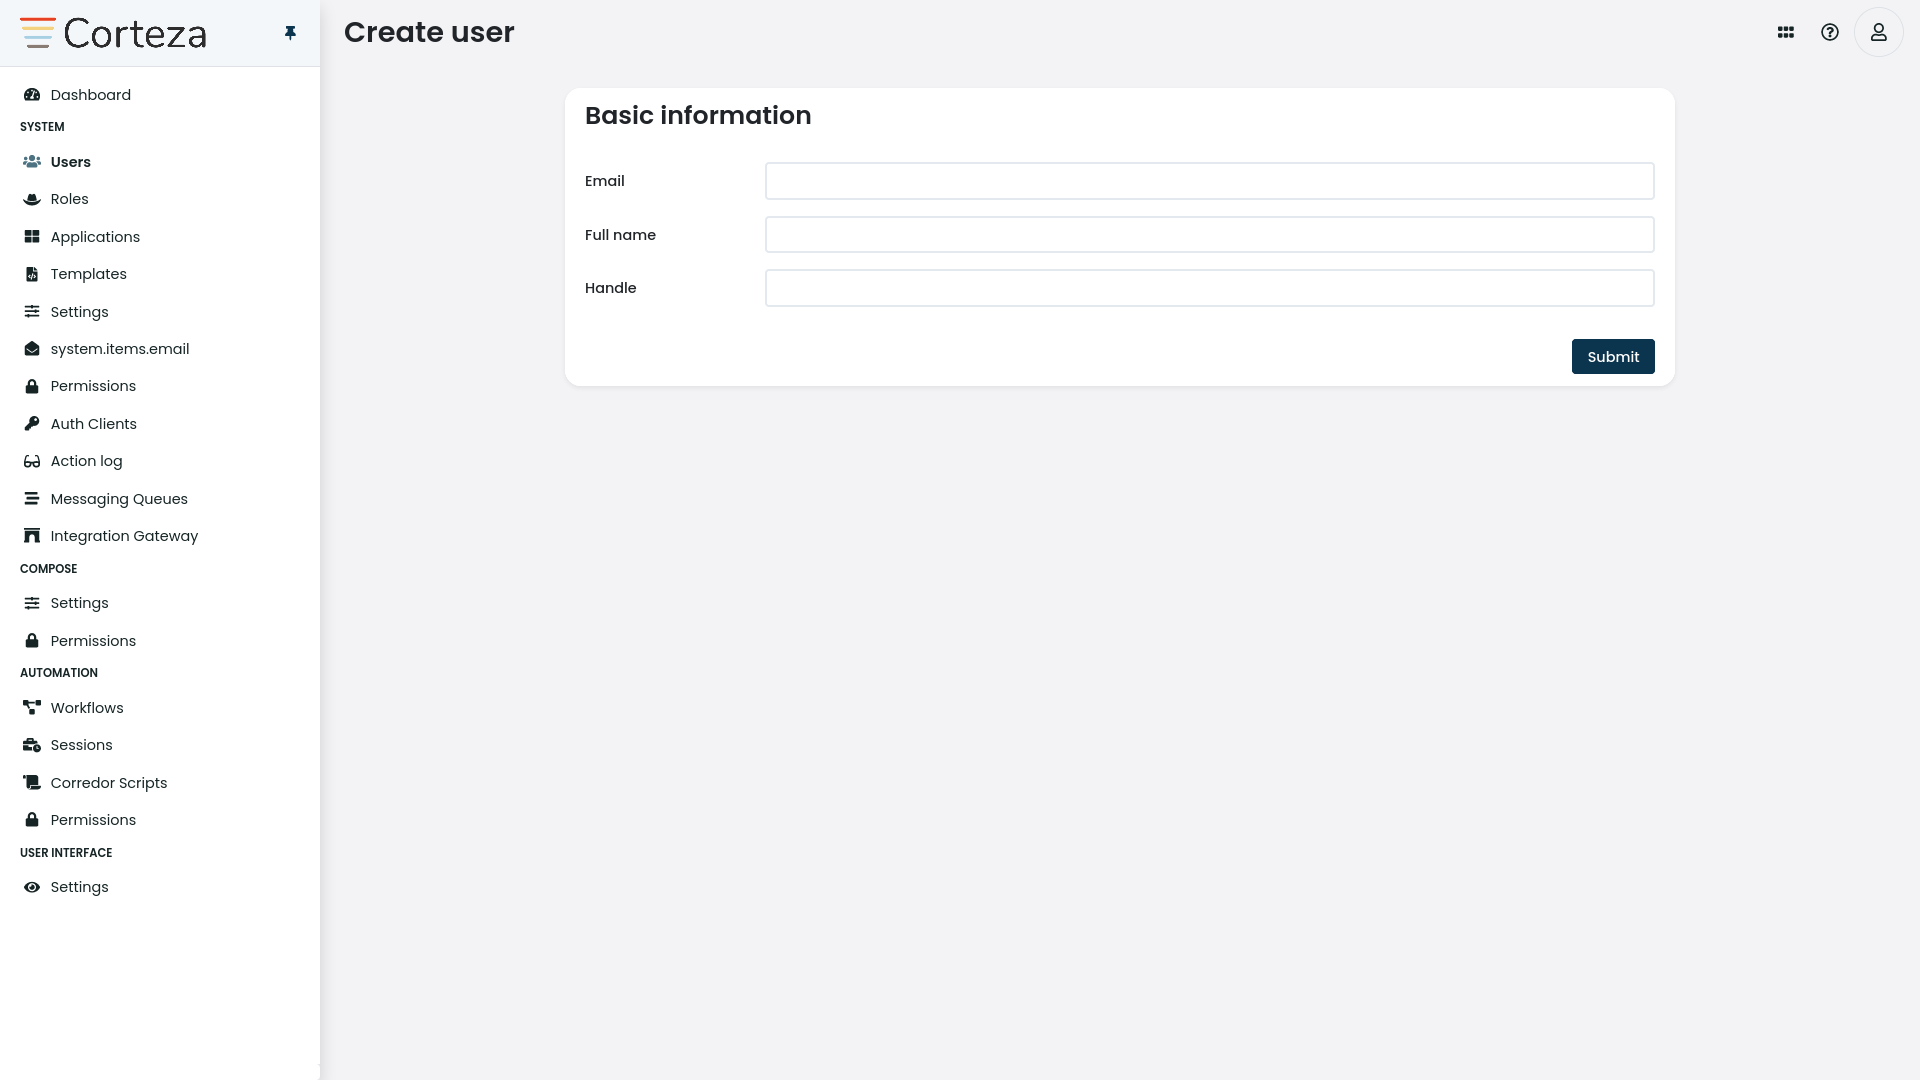 Corteza
Create user
Dashboard
SYSTEM
Users
Roles
Applications
Templates
Settings
system.items.email
Permissions
Auth Clients
Action log
Messaging Queues
Integration Gateway
COMPOSE
Settings
Permissions
AUTOMATION
Workflows
Sessions
Corredor Scripts
Permissions
USER INTERFACE
Settings
Basic information
Email
Full name
Handle
Submit